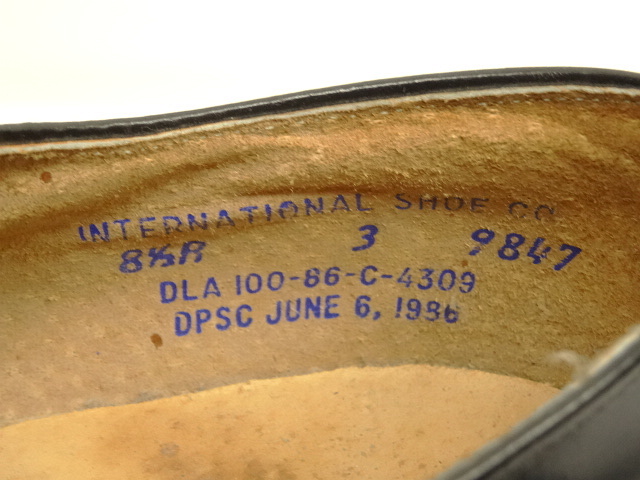 INTERNATIONAL SHOE CO.
8½R 3 9847
DLA 100-86-C-4309
DPSC JUNE 6, 1986